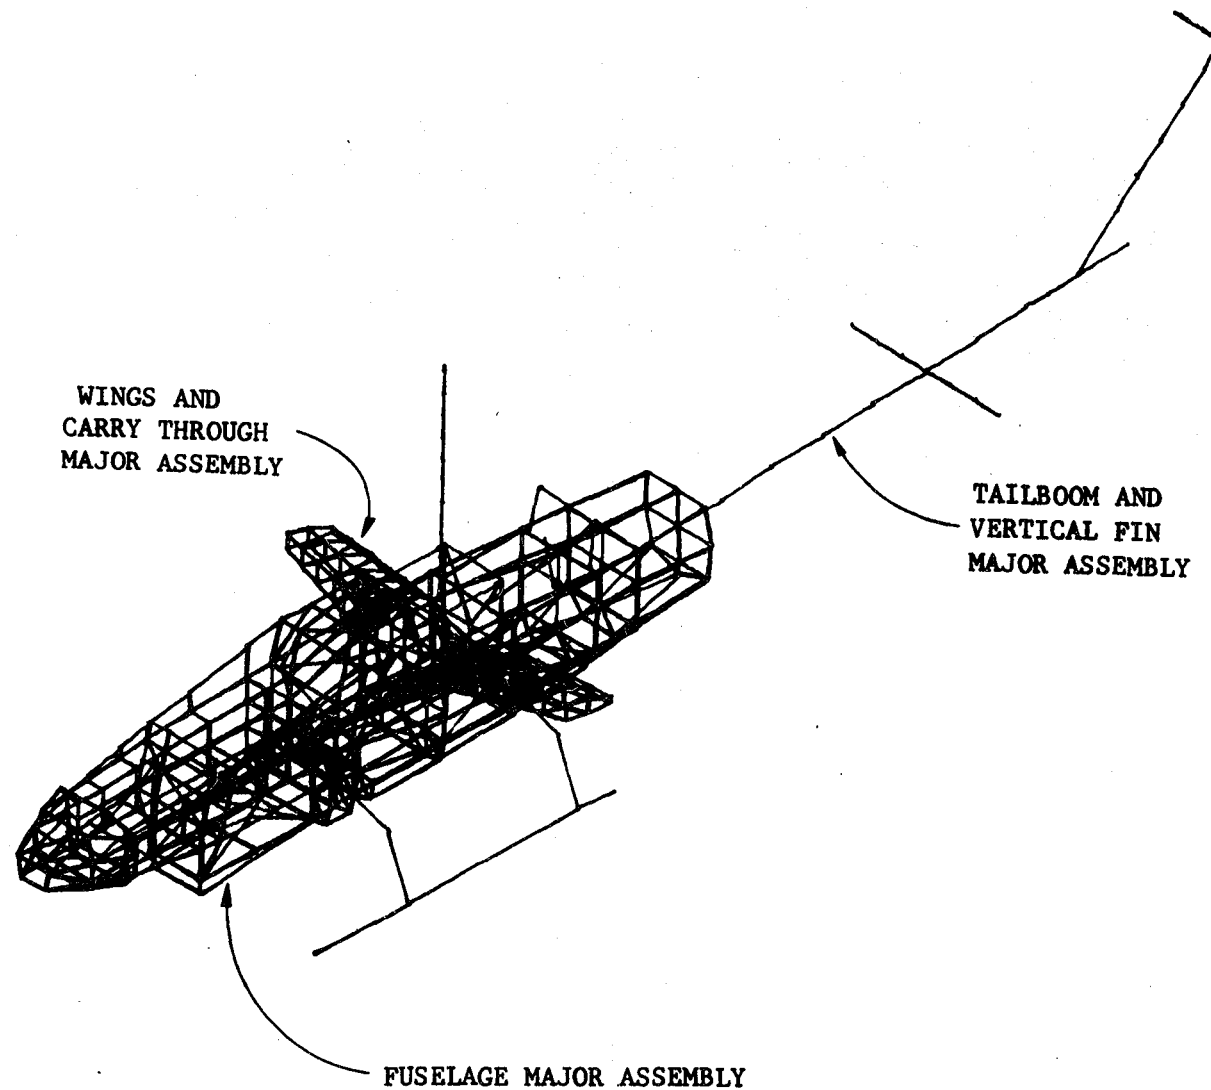 WINGS AND
CARRY THROUGH
MAJOR ASSEMBLY
TAILBOOM AND
VERTICAL FIN
MAJOR ASSEMBLY
FUSELAGE MAJOR ASSEMBLY